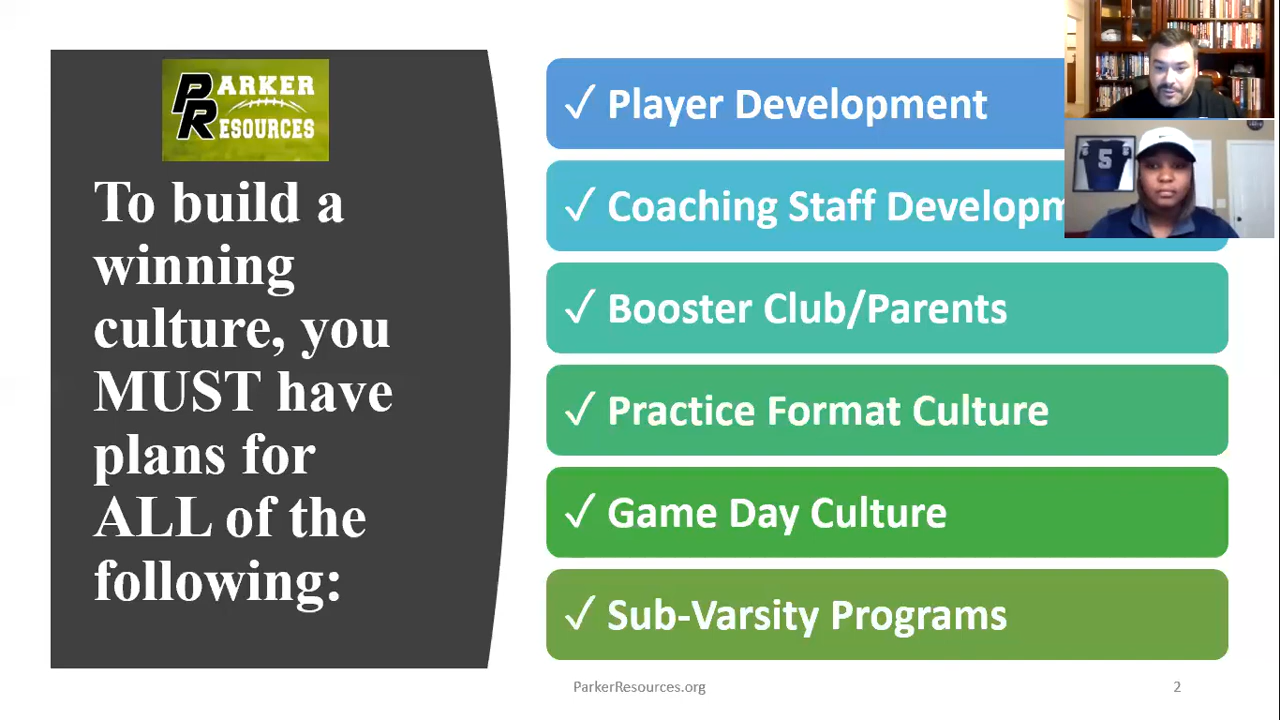 PARKER
RESOURCES
To build a
winning
culture, you
MUST have
plans for
ALL of the
following:
✓ Player Development
✓ Coaching Staff Developm
✓ Booster Club/Parents
✓ Practice Format Culture
✓ Game Day Culture
✓ Sub-Varsity Programs
ParkerResources.org
2
5